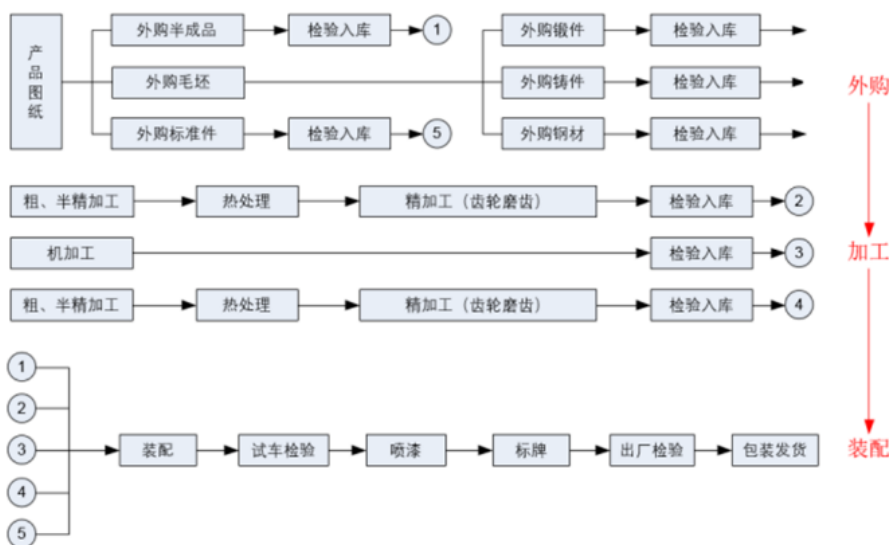 产品图纸
外购半成品 检验入库 1 外购锻件 检验入库
外购毛坯 外购铸件 检验入库 外购
外购标准件 检验入库 5 外购钢材 检验入库
粗、半精加工 热处理 精加工（齿轮磨齿） 检验入库 2
机加工 检验入库 3 加工
粗、半精加工 热处理 精加工（齿轮磨齿） 检验入库 4
1
2
3 装配 试车检验 喷漆 标牌 出厂检验 包装发货 装配
4
5